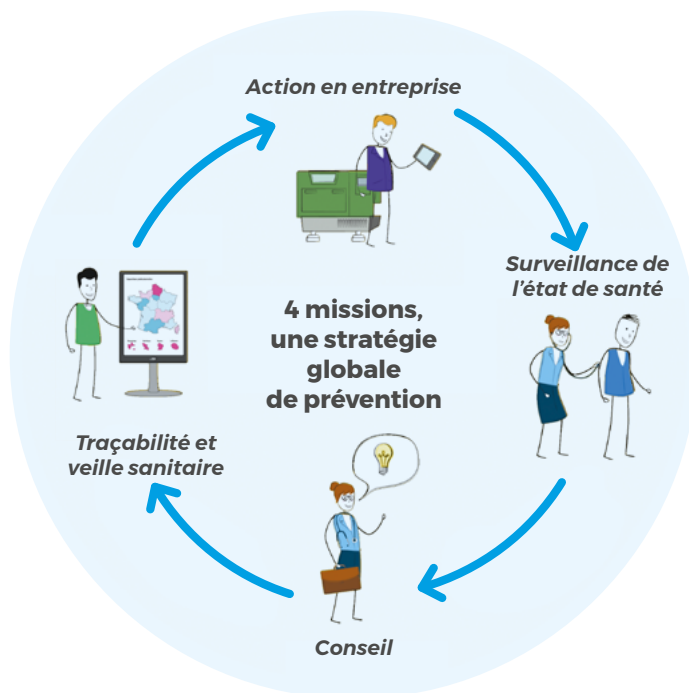 Action en entreprise
Surveillance de
l'état de santé
4 missions,
une stratégie
globale
de prévention
Traçabilité et
veille sanitaire
Conseil